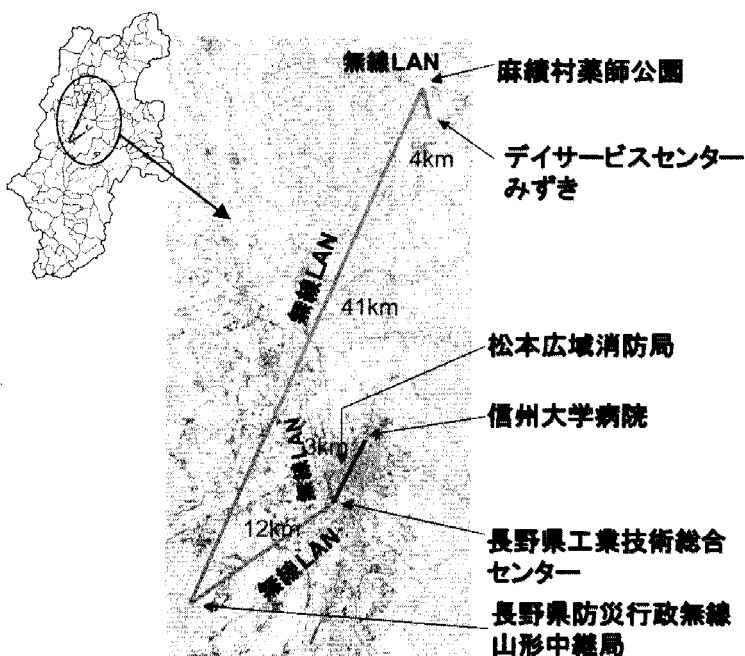 無線LAN
麻績村薬師公園
4km
デイサービスセンター
みずき
無線LAN
41km
松本広域消防局
信州大学病院
3km
無線LAN
12km
無線LAN
長野県工業技術総合
センター
長野県防災行政無線
山形中継局